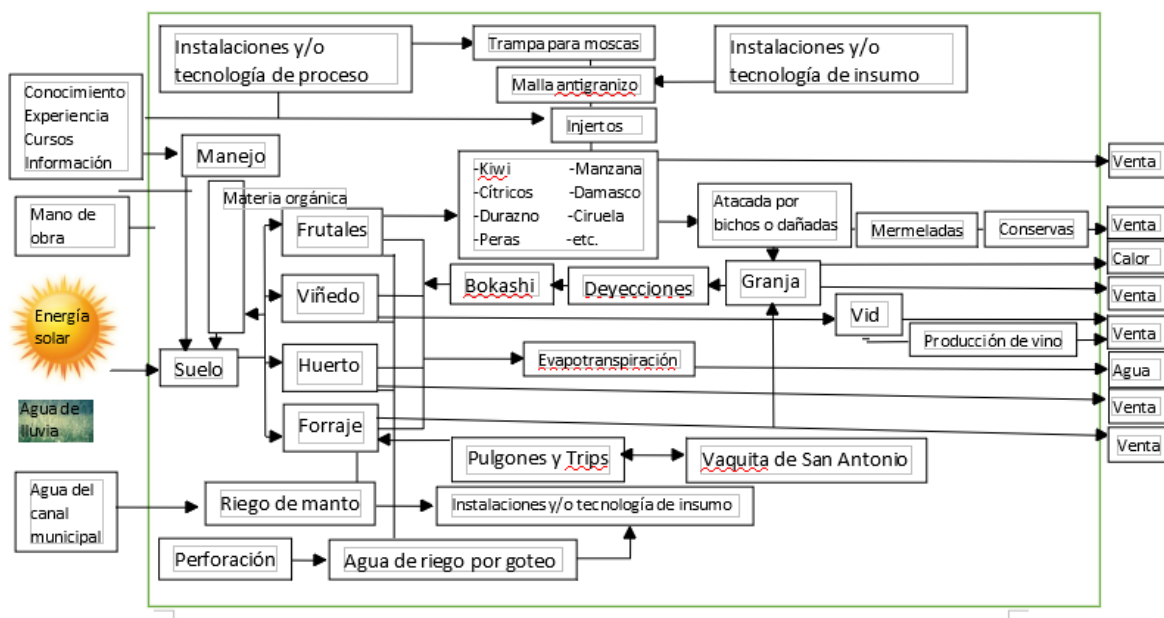 Instalaciones y/o
tecnología de proceso
Trampa para moscas
Instalaciones y/o
tecnología de insumo
Malla antigranizo
Conocimiento
Experiencia
Cursos
Información
Injertos
Manejo
-Kiwi -Manzana
-Cítricos -Damasco
-Durazno -Ciruela
-Peras -etc.
Venta
Materia orgánica
Mano de
obra
Frutales
Atacada por
bichos o dañadas
Mermeladas
Conservas
Venta
Calor
Bokashi
Deyecciones
Granja
Viñedo
Venta
Energía
solar
Vid
Venta
Producción de vino
Suelo
Huerto
Evapotranspiración
Agua
Agua de
lluvia
Venta
Forraje
Venta
Pulgones y Trips
Vaquita de San Antonio
Agua del
canal
municipal
Riego de manto
Instalaciones y/o tecnología de insumo
Perforación
Agua de riego por goteo